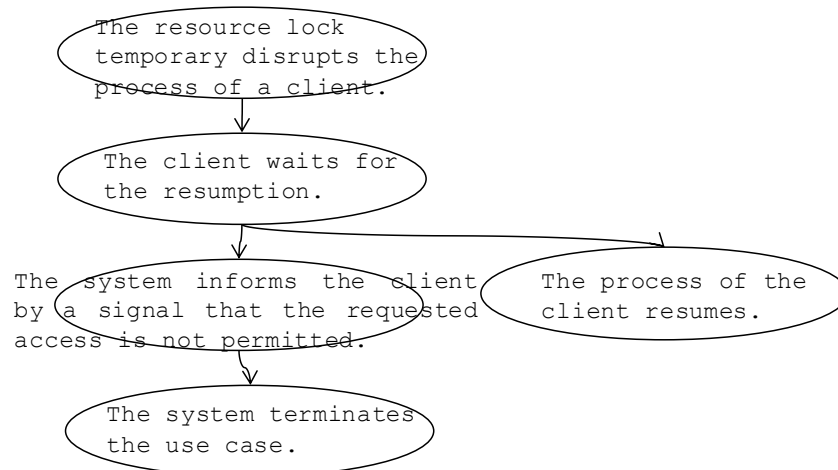 The resource lock
temporary disrupts the
process of a client.
The client waits for
the resumption.
The system informs the client
by a signal that the requested
access is not permitted.
The process of the
client resumes.
The system terminates
the use case.